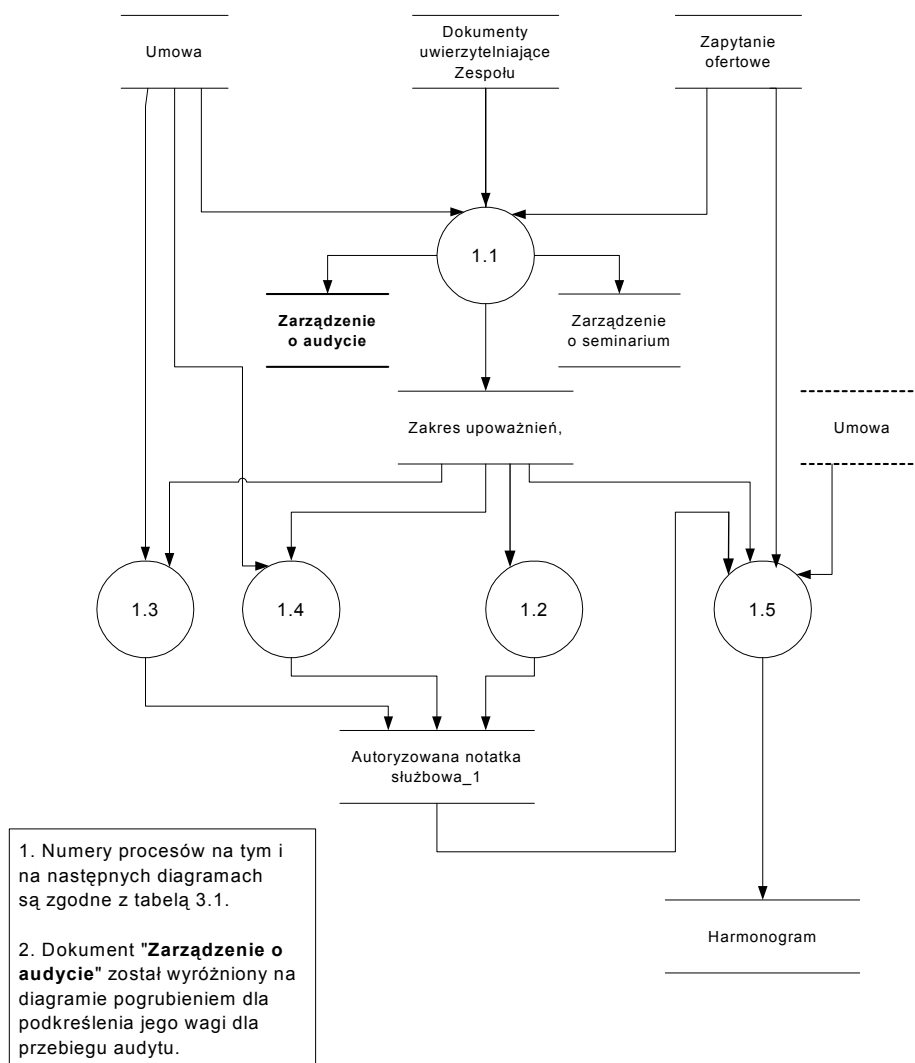 Umowa
Dokumenty
uwierzytelniające
Zespołu
Zapytanie
ofertowe
1.1
Zarządzenie
o audycie
Zarządzenie
o seminarium
Zakres upoważnień,
Umowa
1.3
1.4
1.2
1.5
Autoryzowana notatka
służbowa_1
1. Numery procesów na tym i
na następnych diagramach
są zgodne z tabelą 3.1.
2. Dokument "Zarządzenie o
audycie" został wyróżniony na
diagramie pogrubieniem dla
podkreślenia jego wagi dla
przebiegu audytu.
Harmonogram